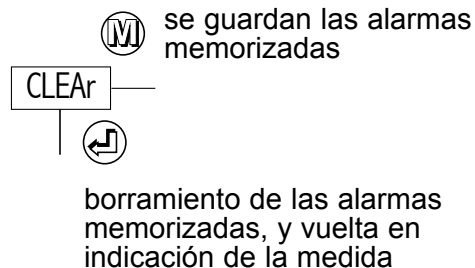 M se guardan las alarmas
memorizadas
CLEAr
borramiento de las alarmas
memorizadas, y vuelta en
indicación de la medida